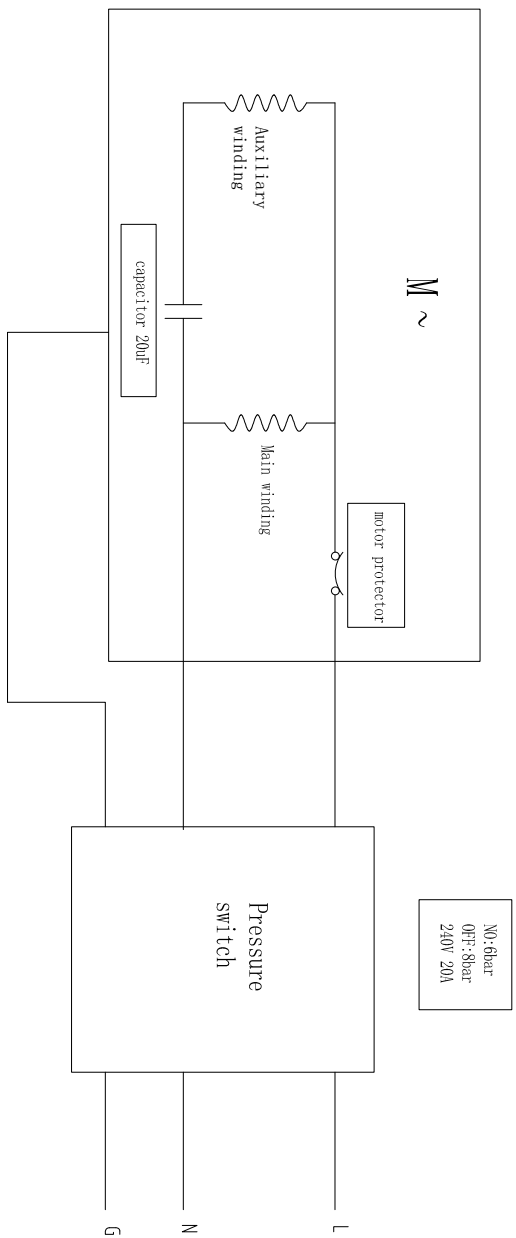 M ~
Auxiliary
winding
capacitor 20uF
Main winding
motor protector
Pressure
switch
NO:6bar
OFF:8bar
240V 20A
L
N
G